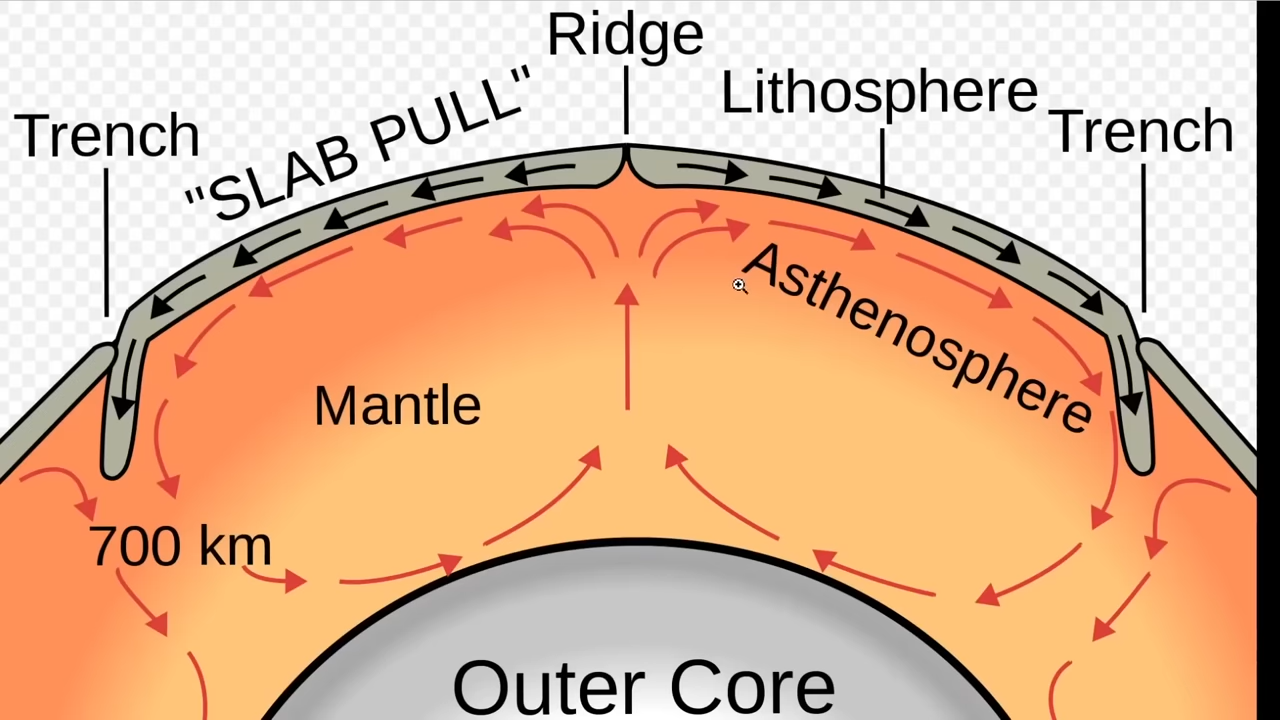 Ridge
Lithosphere
Trench
"SLAB PULL"
Trench
Asthenosphere
Mantle
700 km
Outer Core